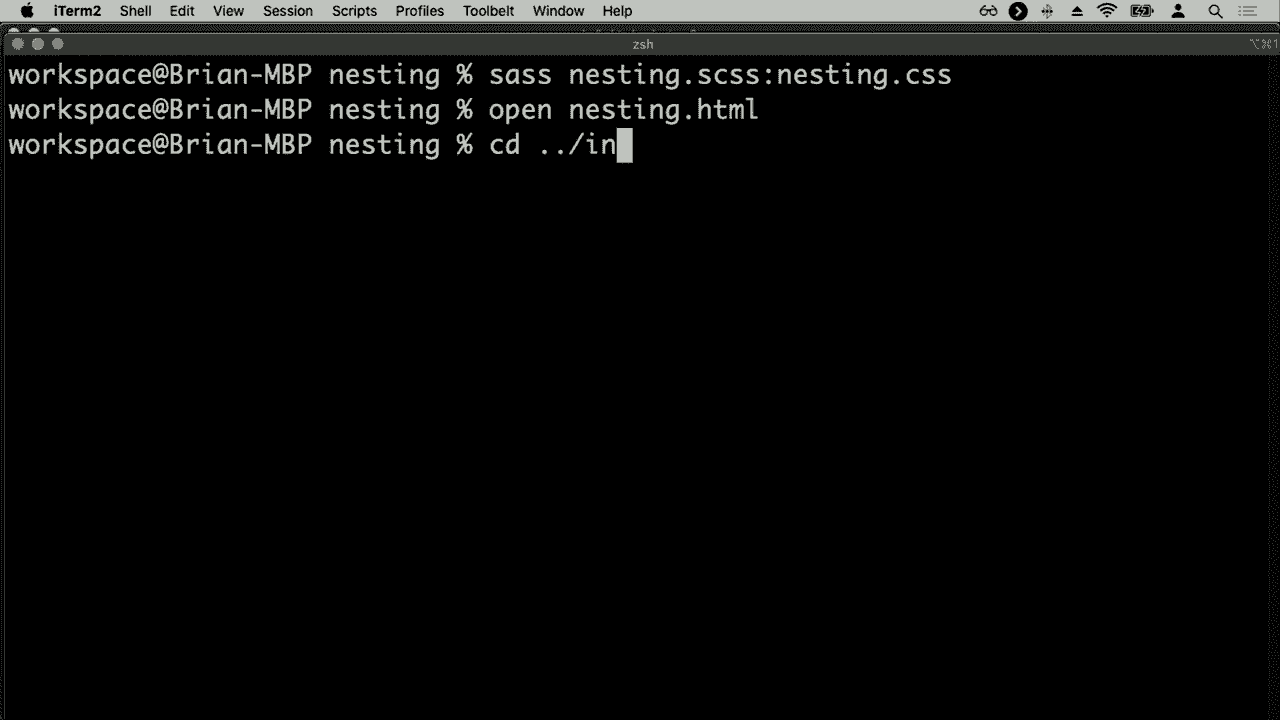 iTerm2 Shell Edit View Session Scripts Profiles Toolbelt Window Help
zsh
⌥⌘1
workspace@Brian-MBP nesting % sass nesting.scss:nesting.css
workspace@Brian-MBP nesting % open nesting.html
workspace@Brian-MBP nesting % cd ../in